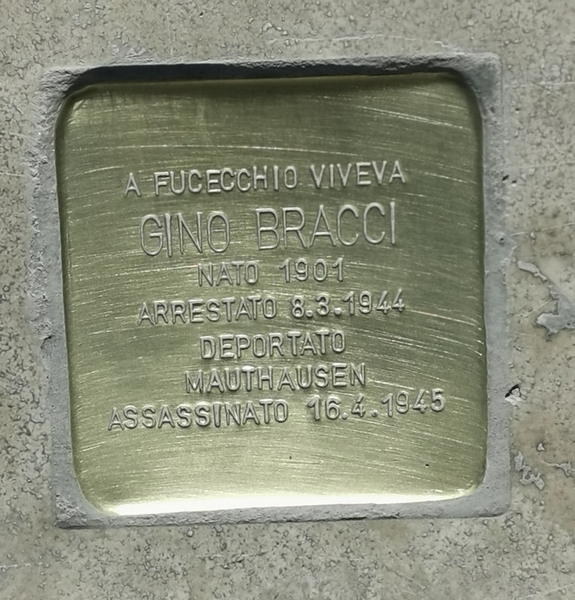 A FUCECCHIO VIVEVA
GINO BRACCI
NATO 1901
ARRESTATO 8.3.1944
DEPORTATO
MAUTHAUSEN
ASSASSINATO 16.4.1945